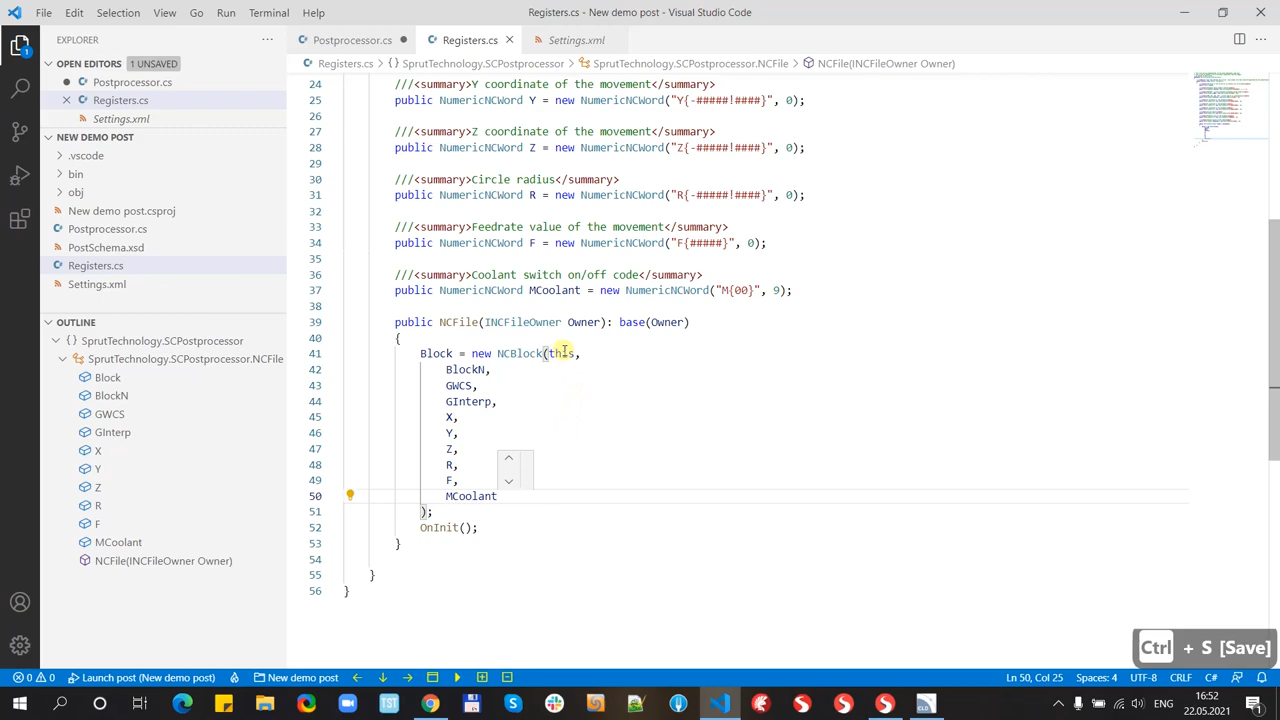 File Edit Selection View Go Run Terminal Help
Registers.cs - New demo post - Visual Studio Code
EXPLORER
OPEN EDITORS 1 UNSAVED
Postprocessor.cs
Registers.cs
Settings.xml
NEW DEMO POST
.vscode
bin
obj
New demo post.csproj
Postprocessor.cs
PostSchema.xsd
Registers.cs
Settings.xml
OUTLINE
SprutTechnology.SCPostprocessor
SprutTechnology.SCPostprocessor.NCFile
Block
BlockN
GWCS
GInterp
X
Y
Z
R
F
MCoolant
NCFile(INCFileOwner Owner)
Postprocessor.cs
Registers.cs
Settings.xml
Registers.cs > {} SprutTechnology.SCPostprocessor > SprutTechnology.SCPostprocessor.NCFile > NCFile(INCFileOwner Owner)
24 ///<summary>Y coordinate of the movement</summary>
25 public NumericNCWord Y = new NumericNCWord("Y{-#####!####}", 0);
26
27 ///<summary>Z coordinate of the movement</summary>
28 public NumericNCWord Z = new NumericNCWord("Z{-#####!####}", 0);
29
30 ///<summary>Circle radius</summary>
31 public NumericNCWord R = new NumericNCWord("R{-#####!####}", 0);
32
33 ///<summary>Feedrate value of the movement</summary>
34 public NumericNCWord F = new NumericNCWord("F{#####}", 0);
35
36 ///<summary>Coolant switch on/off code</summary>
37 public NumericNCWord MCoolant = new NumericNCWord("M{00}", 9);
38
39 public NCFile(INCFileOwner Owner): base(Owner)
40 {
41 Block = new NCBlock(this,
42 BlockN,
43 GWCS,
44 GInterp,
45 X,
46 Y,
47 Z,
48 R,
49 F,
50 MCoolant
51 );
52 OnInit();
53 }
54
55 }
56 }
Ctrl + S [Save]
0 0 Launch post (New demo post) New demo post
Ln 50, Col 25 Spaces: 4 UTF-8 CRLF C#
16:52
ENG
22.05.2021